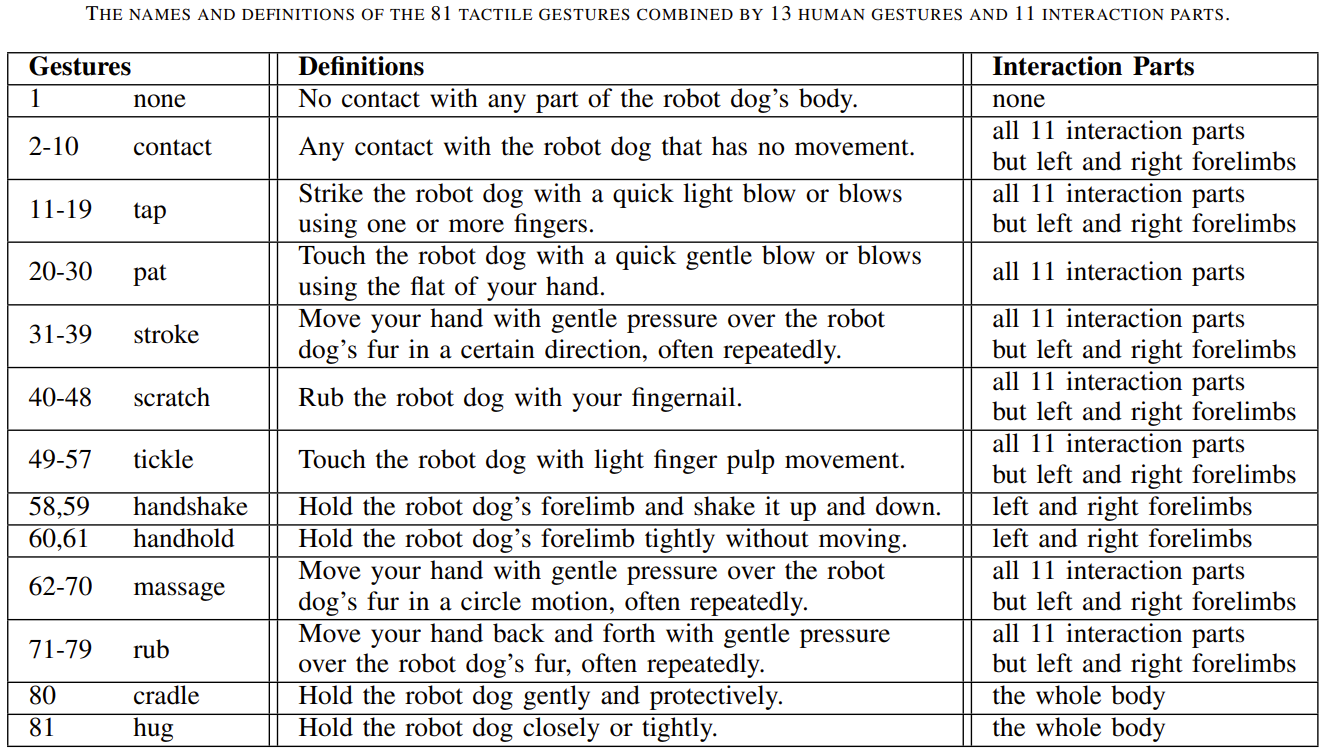 THE NAMES AND DEFINITIONS OF THE 81 TACTILE GESTURES COMBINED BY 13 HUMAN GESTURES AND 11 INTERACTION PARTS.
Gestures Definitions Interaction Parts
1 none No contact with any part of the robot dog's body. none
2-10 contact Any contact with the robot dog that has no movement. all 11 interaction parts
but left and right forelimbs
11-19 tap Strike the robot dog with a quick light blow or blows all 11 interaction parts
using one or more fingers. but left and right forelimbs
20-30 pat Touch the robot dog with a quick gentle blow or blows all 11 interaction parts
using the flat of your hand.
31-39 stroke Move your hand with gentle pressure over the robot all 11 interaction parts
dog's fur in a certain direction, often repeatedly. but left and right forelimbs
40-48 scratch Rub the robot dog with your fingernail. all 11 interaction parts
but left and right forelimbs
49-57 tickle Touch the robot dog with light finger pulp movement. all 11 interaction parts
but left and right forelimbs
58,59 handshake Hold the robot dog's forelimb and shake it up and down. left and right forelimbs
60,61 handhold Hold the robot dog's forelimb tightly without moving. left and right forelimbs
62-70 massage Move your hand with gentle pressure over the robot all 11 interaction parts
dog's fur in a circle motion, often repeatedly. but left and right forelimbs
71-79 rub Move your hand back and forth with gentle pressure all 11 interaction parts
over the robot dog's fur, often repeatedly. but left and right forelimbs
80 cradle Hold the robot dog gently and protectively. the whole body
81 hug Hold the robot dog closely or tightly. the whole body